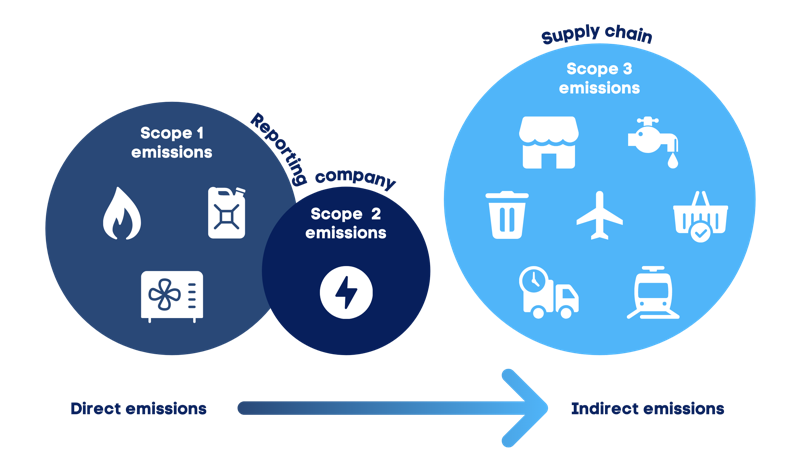 Supply chain
Scope 3
emissions
Scope 1
emissions
Reporting company
Scope 2
emissions
Direct emissions
Indirect emissions